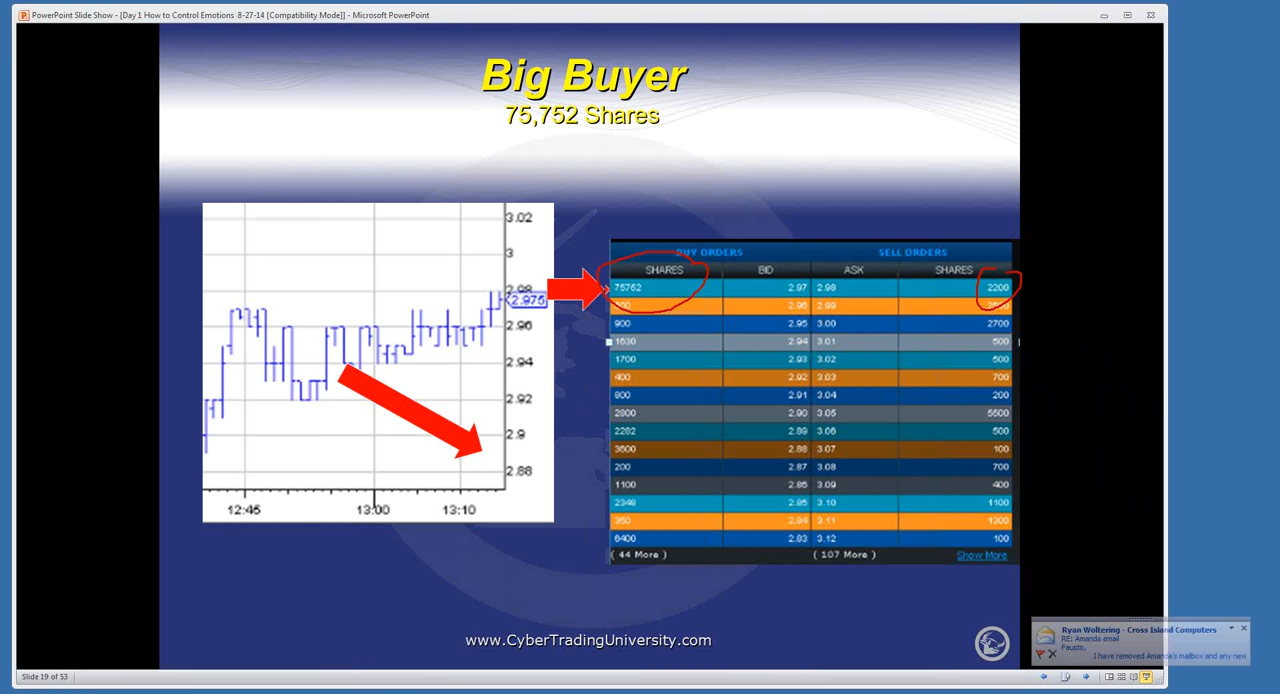 PowerPoint Slide Show - [Day 1 How to Control Emotions 8-27-14 [Compatibility Mode]] - Microsoft PowerPoint
Big Buyer
75,752 Shares
3.02
3
2.98
2.975
2.96
2.94
2.92
2.9
2.88
12:45 13:00 13:10
BUY ORDERS SELL ORDERS
SHARES BID ASK SHARES
75752 2.97 2.98 2200
2.96 2.99
900 2.95 3.00 2700
1630 2.94 3.01 500
1700 2.93 3.02 500
400 2.92 3.03 700
800 2.91 3.04 200
2800 2.90 3.05 5500
2282 2.89 3.06 500
3600 2.88 3.07 100
200 2.87 3.08 700
1100 2.86 3.09 400
2348 2.85 3.10 1100
350 2.84 3.11 1300
6400 2.83 3.12 100
( 44 More ) ( 107 More ) Show More
www.CyberTradingUniversity.com
Ryan Woltering - Cross Island Computers
RE: Amanda email
Fausto,
I have removed Amanda's mailbox and any new
Slide 19 of 53